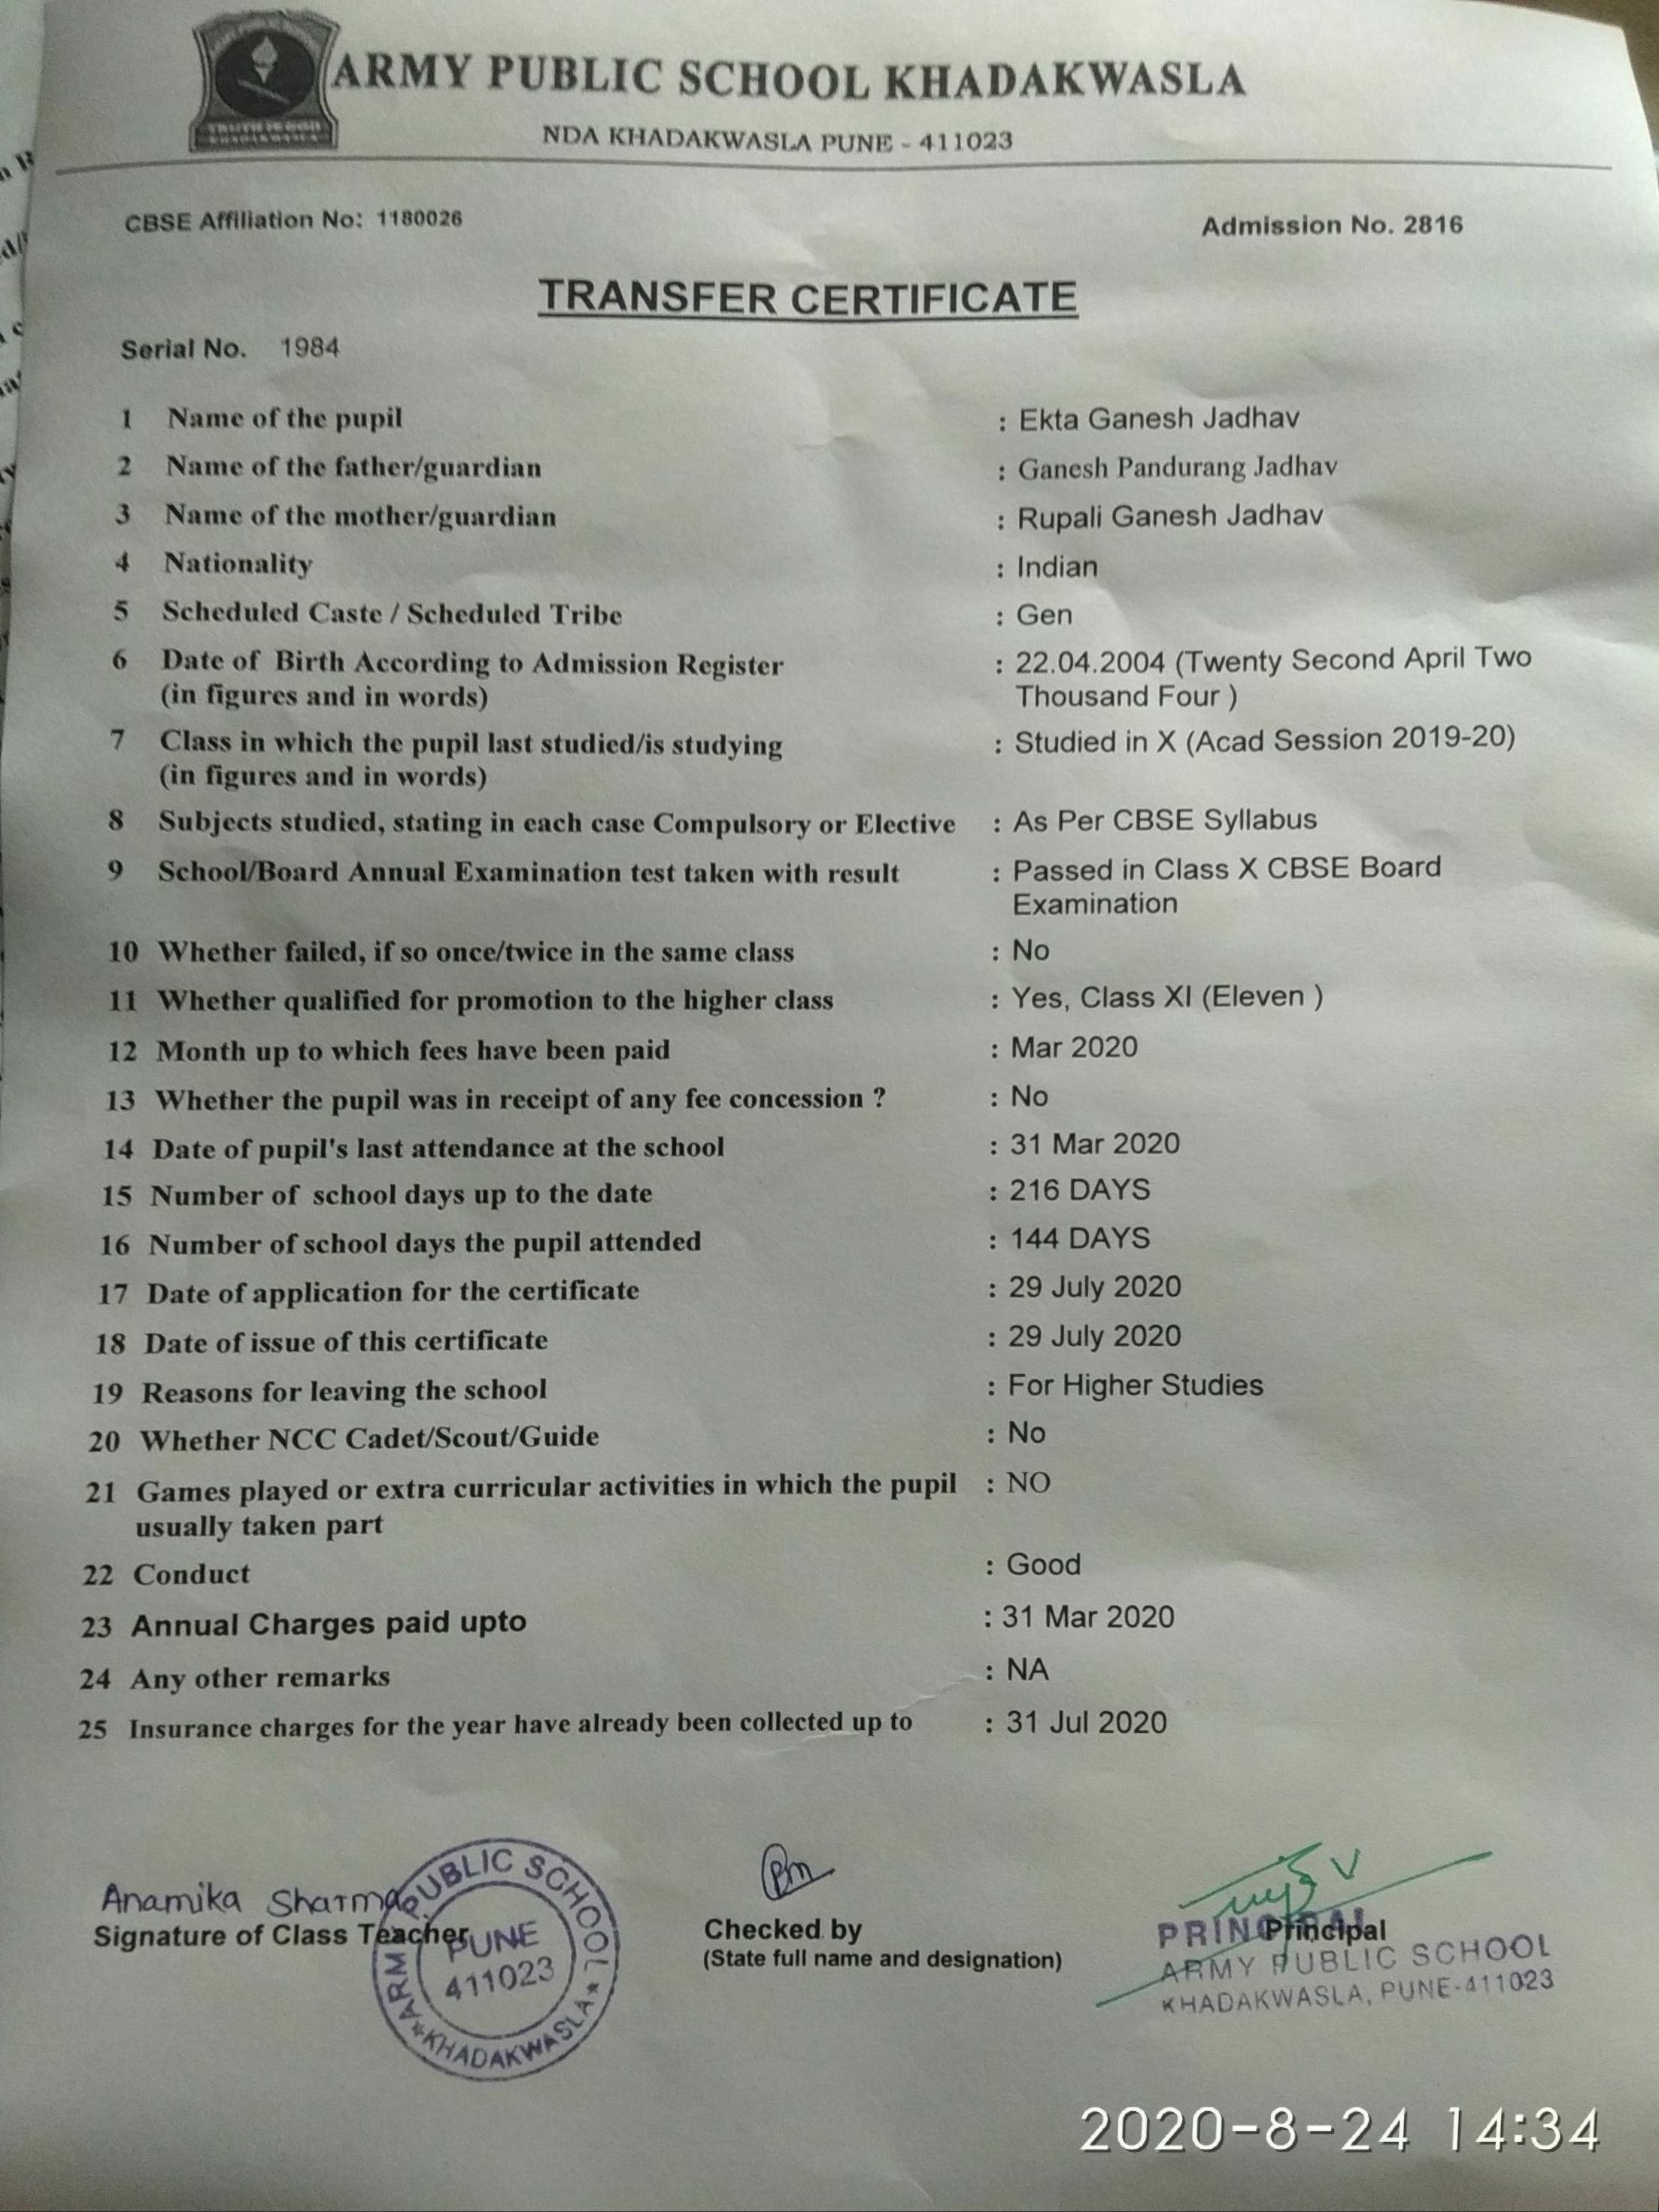 ARMY PUBLIC SCHOOL KHADAKWASLA
NDA KHADAKWASLA PUNE - 411023
CBSE Affiliation No: 1180026 Admission No. 2816
TRANSFER CERTIFICATE
Serial No. 1984
1 Name of the pupil : Ekta Ganesh Jadhav
2 Name of the father/guardian : Ganesh Pandurang Jadhav
3 Name of the mother/guardian : Rupali Ganesh Jadhav
4 Nationality : Indian
5 Scheduled Caste / Scheduled Tribe : Gen
6 Date of Birth According to Admission Register : 22.04.2004 (Twenty Second April Two
(in figures and in words) Thousand Four )
7 Class in which the pupil last studied/is studying : Studied in X (Acad Session 2019-20)
(in figures and in words)
8 Subjects studied, stating in each case Compulsory or Elective : As Per CBSE Syllabus
9 School/Board Annual Examination test taken with result : Passed in Class X CBSE Board
Examination
10 Whether failed, if so once/twice in the same class : No
11 Whether qualified for promotion to the higher class : Yes, Class XI (Eleven )
12 Month up to which fees have been paid : Mar 2020
13 Whether the pupil was in receipt of any fee concession ? : No
14 Date of pupil's last attendance at the school : 31 Mar 2020
15 Number of school days up to the date : 216 DAYS
16 Number of school days the pupil attended : 144 DAYS
17 Date of application for the certificate : 29 July 2020
18 Date of issue of this certificate : 29 July 2020
19 Reasons for leaving the school : For Higher Studies
20 Whether NCC Cadet/Scout/Guide : No
21 Games played or extra curricular activities in which the pupil : NO
usually taken part
22 Conduct : Good
23 Annual Charges paid upto : 31 Mar 2020
24 Any other remarks : NA
25 Insurance charges for the year have already been collected up to : 31 Jul 2020
Anamika Sharma
Signature of Class Teacher
PUBLIC SCHOOL
PUNE
411023
KHADAKWASLA
Checked by
(State full name and designation)
Principal
ARMY PUBLIC SCHOOL
KHADAKWASLA, PUNE-411023
2020-8-24 14:34